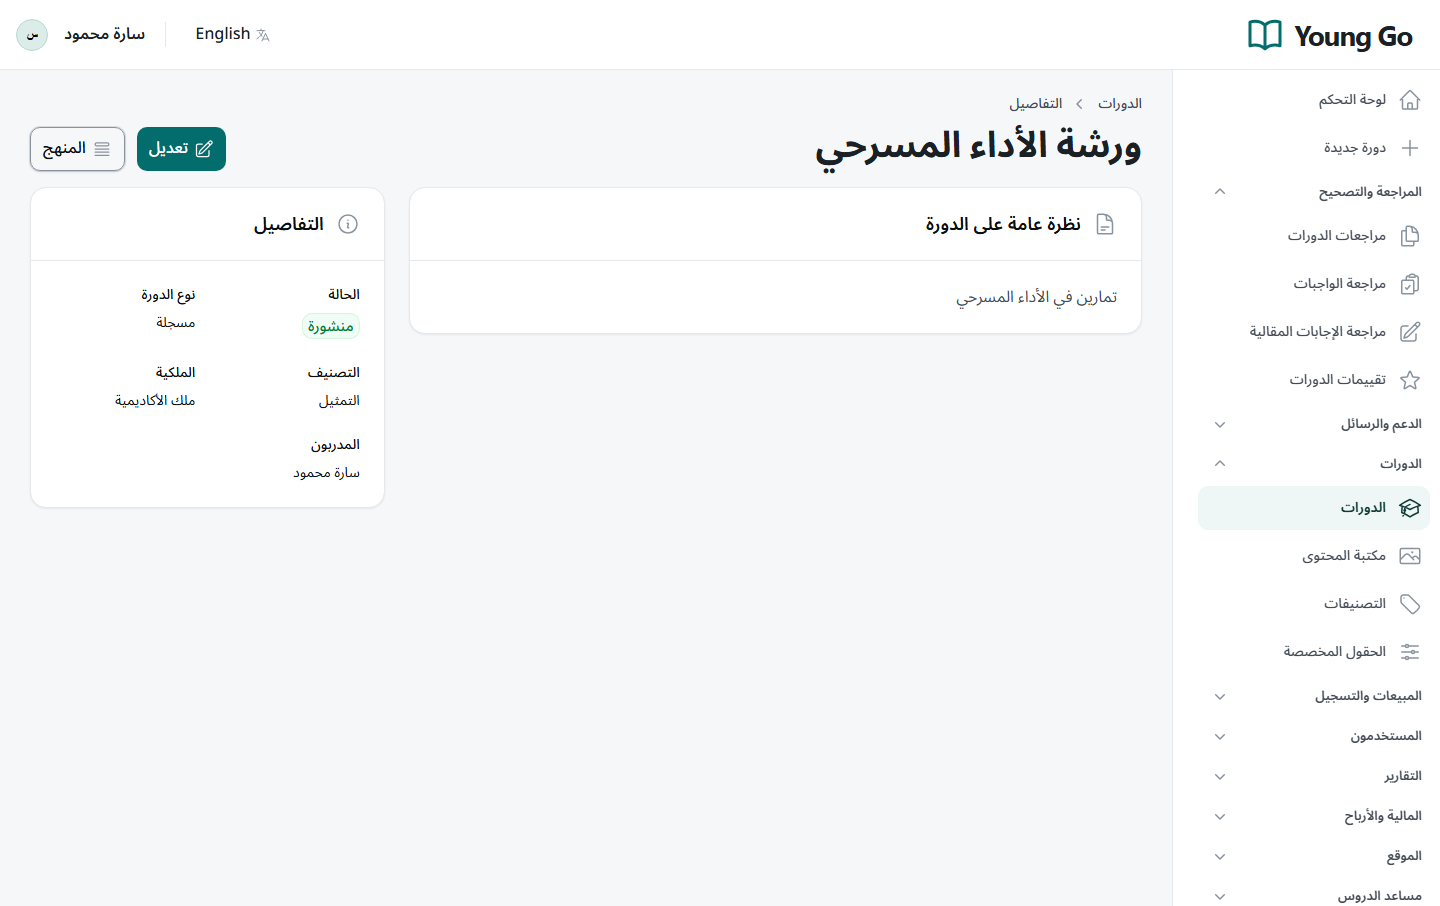 Young Go
English
سارة محمود
س
لوحة التحكم
دورة جديدة
المراجعة والتصحيح
مراجعات الدورات
مراجعة الواجبات
مراجعة الإجابات المقالية
تقييمات الدورات
الدعم والرسائل
الدورات
الدورات
مكتبة المحتوى
التصنيفات
الحقول المخصصة
المبيعات والتسجيل
المستخدمون
التقارير
المالية والأرباح
الموقع
مساعد الدروس
الدورات
التفاصيل
ورشة الأداء المسرحي
تعديل
المنهج
نظرة عامة على الدورة
تمارين في الأداء المسرحي
التفاصيل
الحالة
منشورة
نوع الدورة
مسجلة
التصنيف
التمثيل
الملكية
ملك الأكاديمية
المدربون
سارة محمود